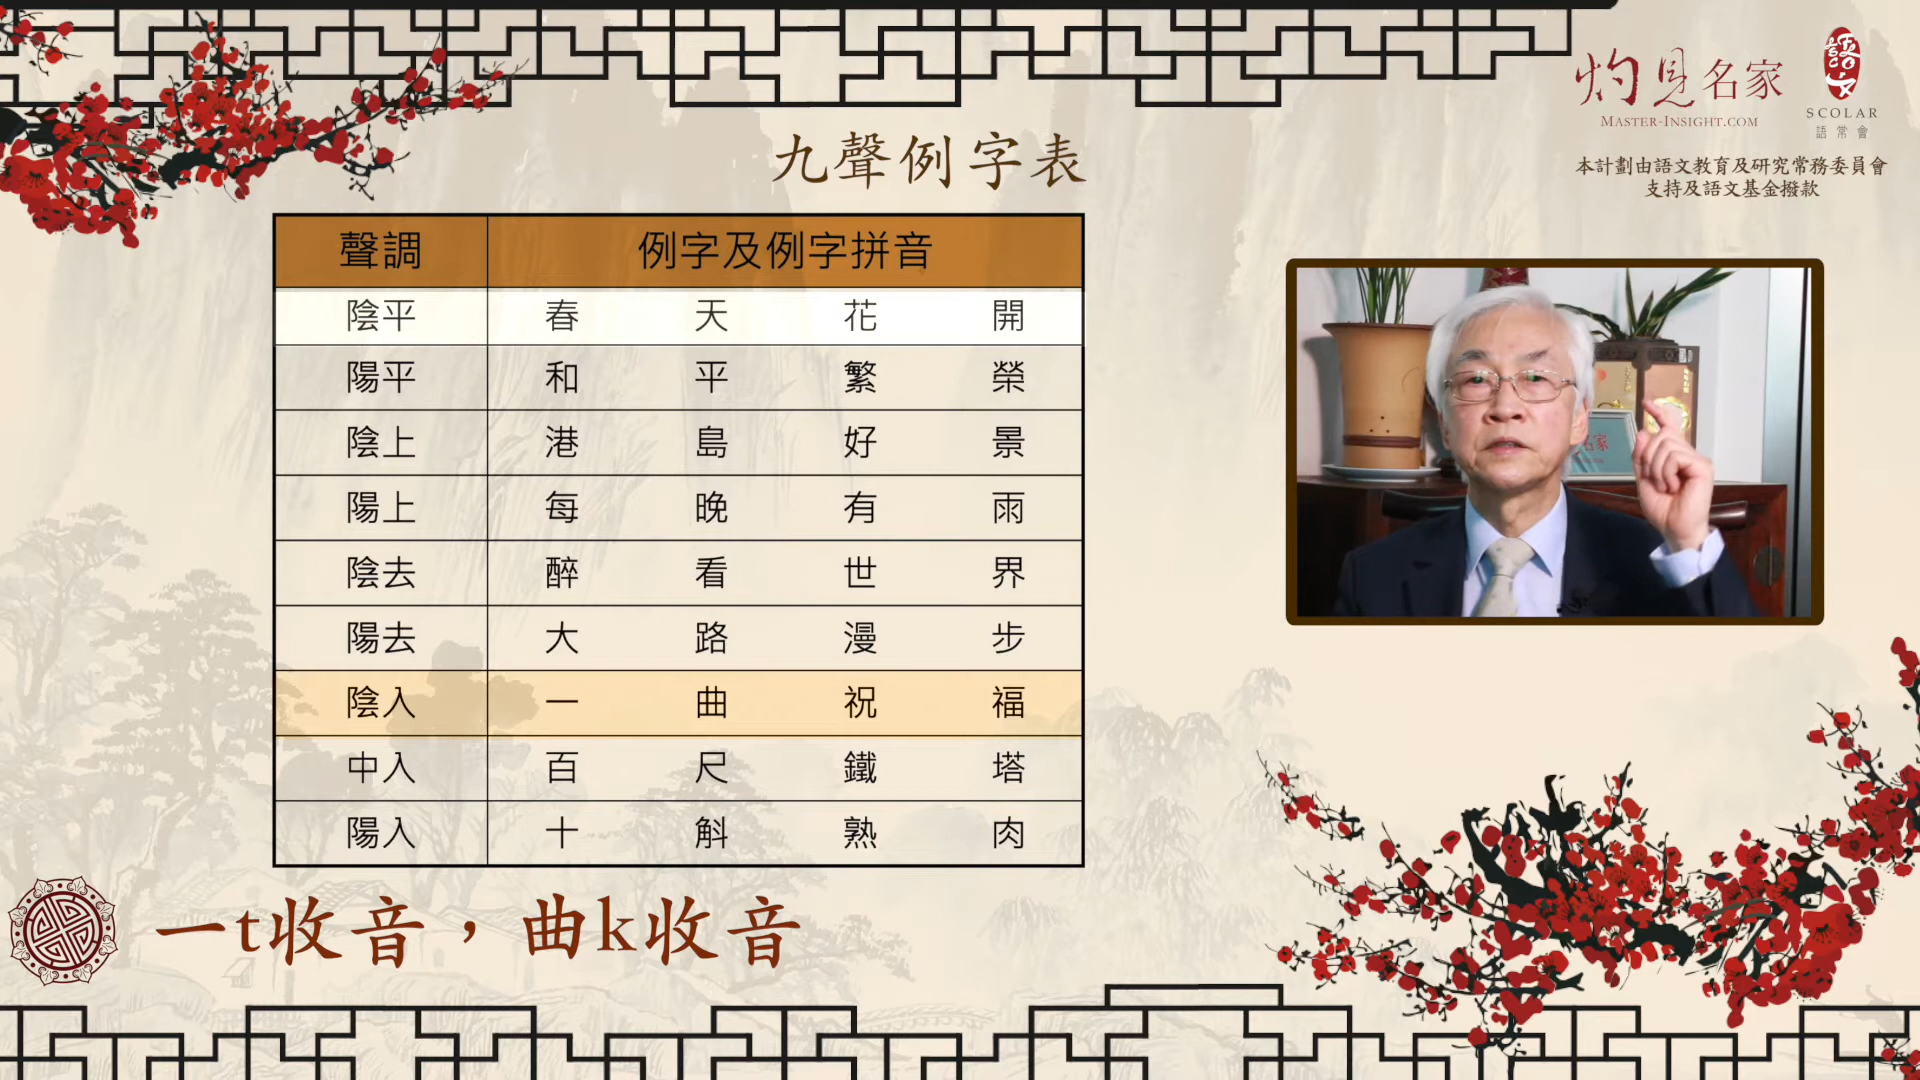 灼見名家
MASTER-INSIGHT.COM
語文
SCOLAR
語常會
本計劃由語文教育及研究常務委員會
支持及語文基金撥款
九聲例字表
聲調 例字及例字拼音
陰平 春 天 花 開
陽平 和 平 繁 榮
陰上 港 島 好 景
陽上 每 晚 有 雨
陰去 醉 看 世 界
陽去 大 路 漫 步
陰入 一 曲 祝 福
中入 百 尺 鐵 塔
陽入 十 斛 熟 肉
名家
一t收音，曲k收音